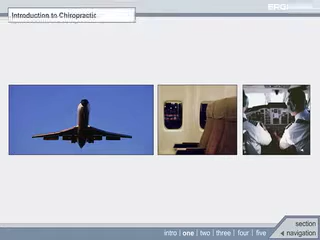 Introduction to Chiropractic
intro | one | two | three | four | five
section
navigation